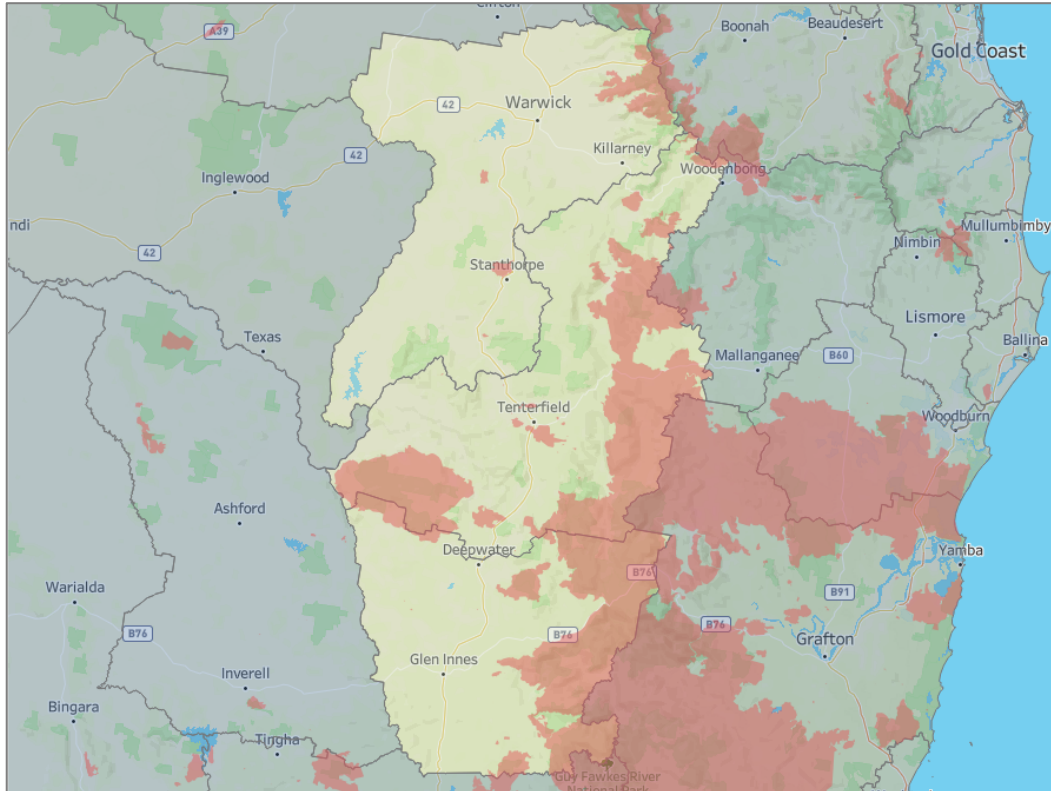 Clifton
Boonah
Beaudesert
A39
Gold Coast
42
Warwick
42
Killarney
Inglewood
Woodenbong
ndi
Mullumbimby
42
Nimbin
Stanthorpe
Lismore
Texas
Ballina
Mallanganee
B60
Tenterfield
Woodburn
Ashford
Deepwater
Yamba
B76
Warialda
B91
B76
B76
B76
Grafton
Glen Innes
Inverell
Bingara
Tingha
Guy Fawkes River
National Park